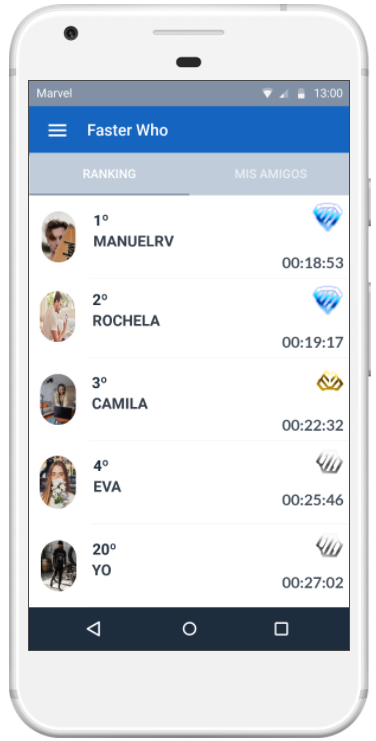 Marvel
13:00
Faster Who
RANKING
MIS AMIGOS
1º
MANUELRV
00:18:53
2º
ROCHELA
00:19:17
3º
CAMILA
00:22:32
4º
EVA
00:25:46
20º
YO
00:27:02